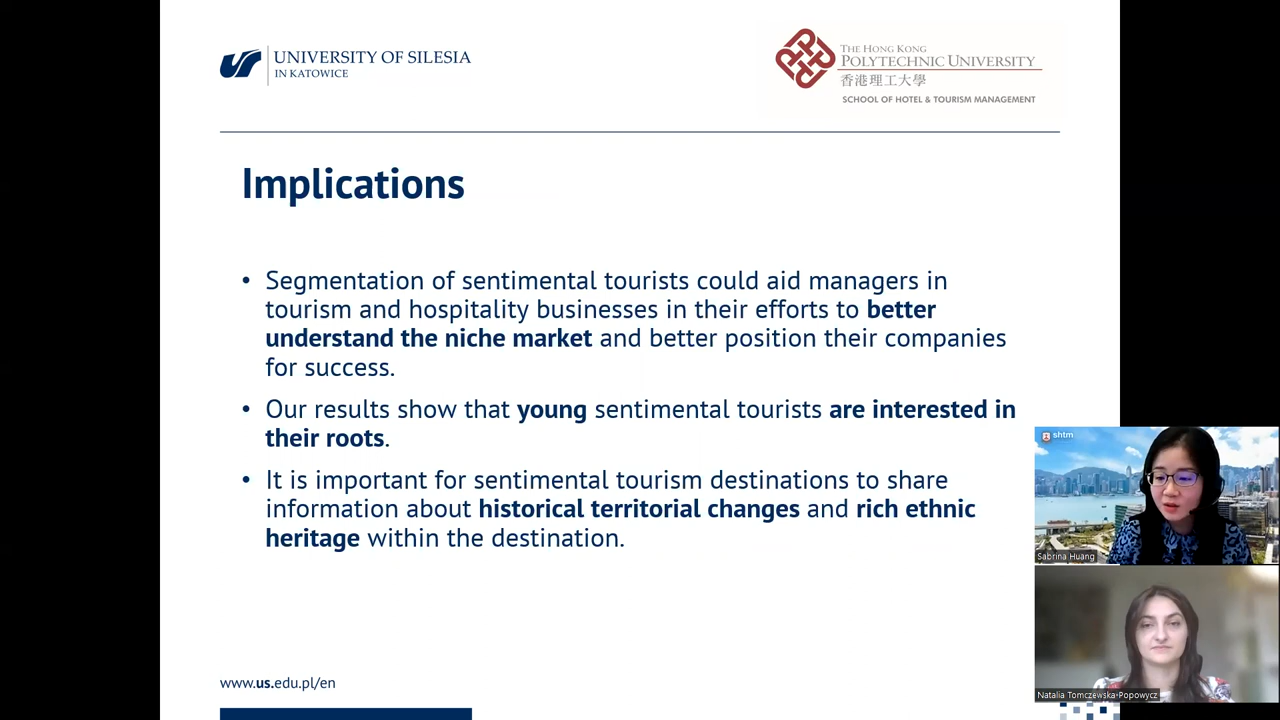 UNIVERSITY OF SILESIA
IN KATOWICE
THE HONG KONG
POLYTECHNIC UNIVERSITY
香港理工大學
SCHOOL OF HOTEL & TOURISM MANAGEMENT
Implications
• Segmentation of sentimental tourists could aid managers in
tourism and hospitality businesses in their efforts to better
understand the niche market and better position their companies
for success.
• Our results show that young sentimental tourists are interested in
their roots.
• It is important for sentimental tourism destinations to share
information about historical territorial changes and rich ethnic
heritage within the destination.
shtm
Sabrina Huang
Natalia Tomczewska-Popowycz
www.us.edu.pl/en